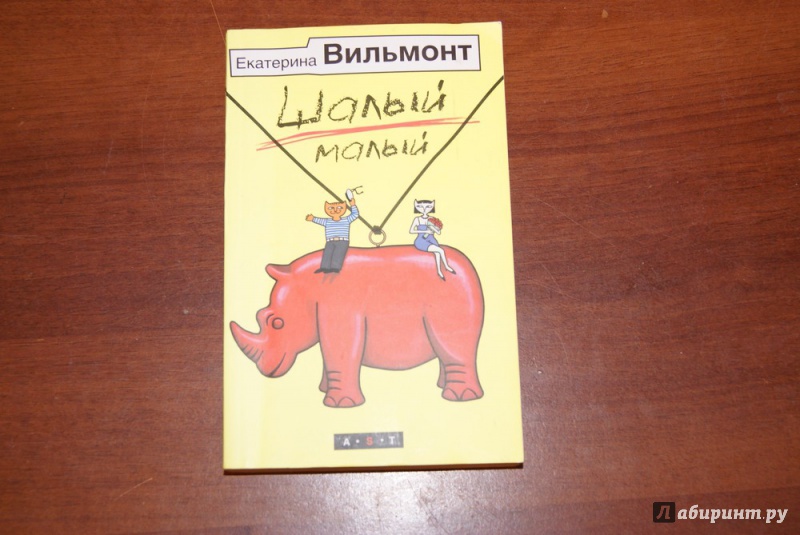 Екатерина Вильмонт
Шалый
малый
А·S·Т
Лабиринт.ру